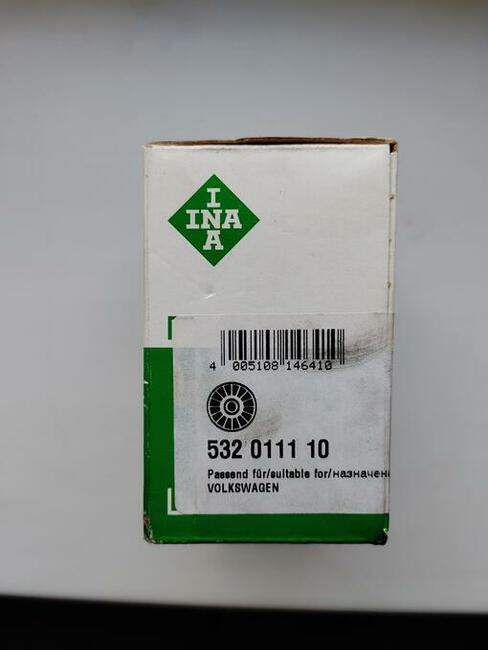 I
INA
A
4 005108 146410
532 0111 10
Passend für/suitable for/назначен
VOLKSWAGEN